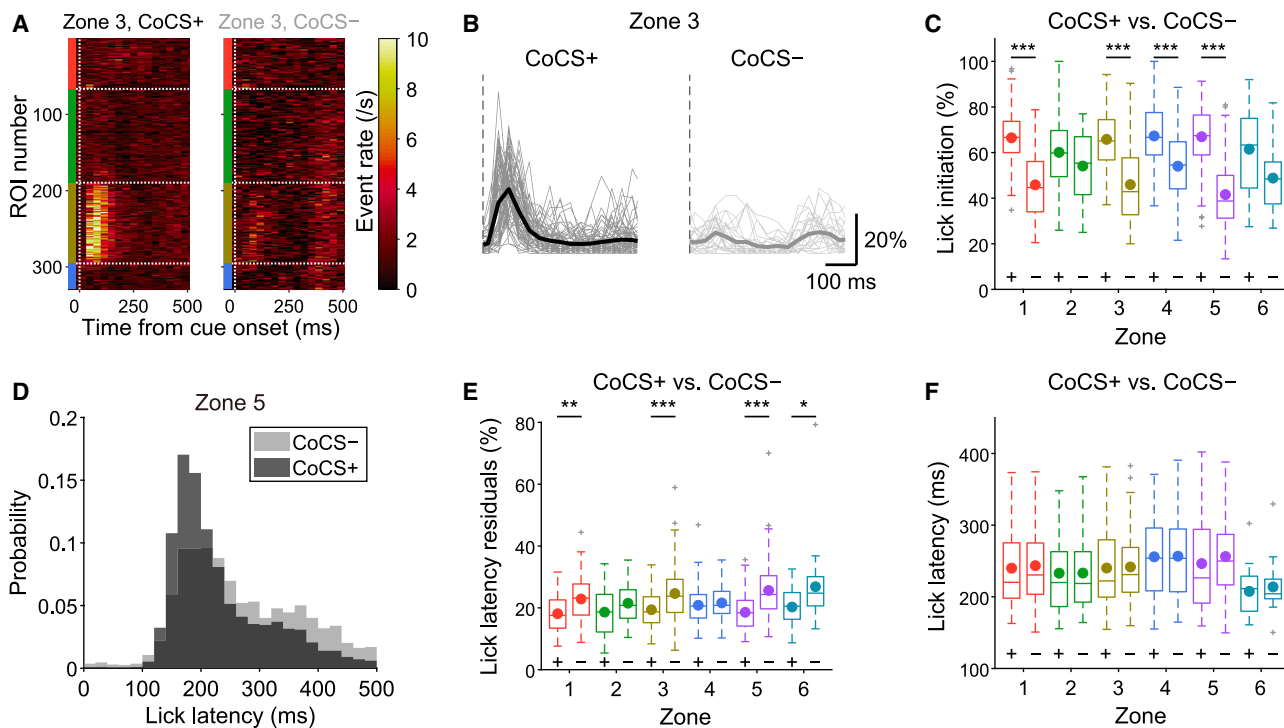 A
Zone 3, CoCS+
Zone 3, CoCS−
ROI number
100
200
300
0
250
500
0
250
500
Time from cue onset (ms)
10
8
6
4
2
0
Event rate (/s)
B
Zone 3
CoCS+
CoCS−
20%
100 ms
C
CoCS+ vs. CoCS−
*** *** *** ***
Lick initiation (%)
100
80
60
40
20
0
+ − + − + − + − + − + −
1 2 3 4 5 6
Zone
D
Zone 5
CoCS−
CoCS+
Probability
0.2
0.15
0.1
0.05
0
0 100 200 300 400 500
Lick latency (ms)
E
CoCS+ vs. CoCS−
** *** *** *
Lick latency residuals (%)
80
60
40
20
0
+ − + − + − + − + − + −
1 2 3 4 5 6
Zone
F
CoCS+ vs. CoCS−
Lick latency (ms)
400
300
200
100
+ − + − + − + − + − + −
1 2 3 4 5 6
Zone